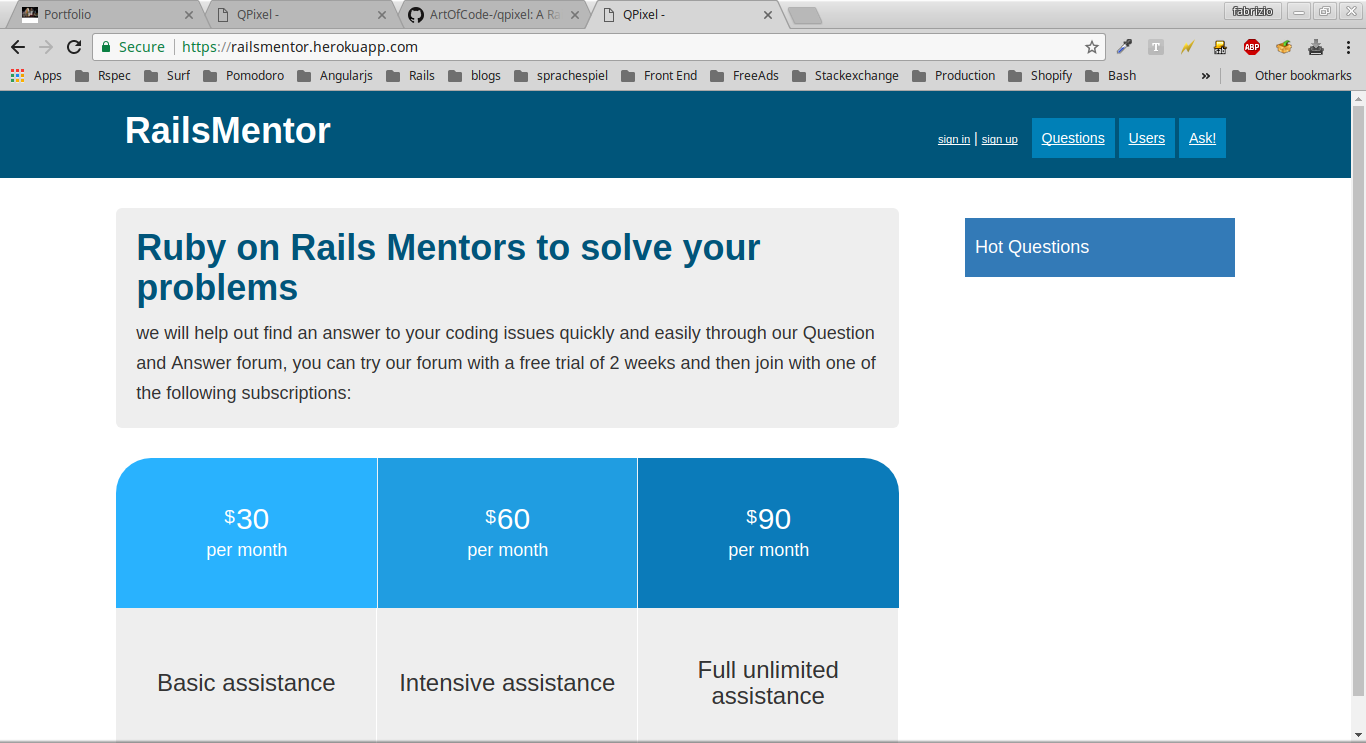 Portfolio
QPixel -
ArtOfCode-/qpixel: A Ra
QPixel -
fabrizio
Secure
https://railsmentor.herokuapp.com
T
ABP
Apps
Rspec
Surf
Pomodoro
Angularjs
Rails
blogs
sprachespiel
Front End
FreeAds
Stackexchange
Production
Shopify
Bash
»
Other bookmarks
RailsMentor
sign in | sign up
Questions
Users
Ask!
Ruby on Rails Mentors to solve your
problems
we will help out find an answer to your coding issues quickly and easily through our Question
and Answer forum, you can try our forum with a free trial of 2 weeks and then join with one of
the following subscriptions:
Hot Questions
$30
per month
$60
per month
$90
per month
Basic assistance
Intensive assistance
Full unlimited
assistance